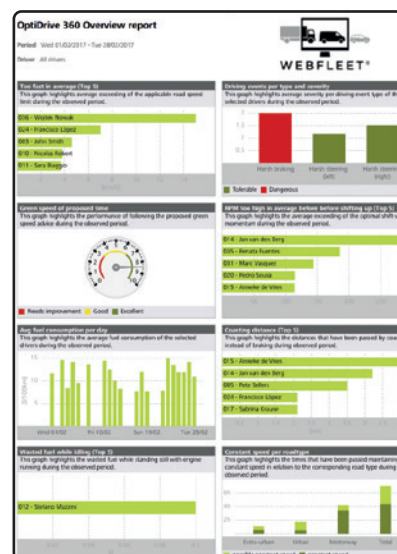 OptiDrive 360 Overview report
Period Wed 01/02/2017 - Tue 28/02/2017
Driver All drivers
WEBFLEET®
Too fast in average (Top 5)
This graph highlights average exceeding of the applicable road speed
limit during the observed period.
006 - Wojtek Nowak
024 - Francisco López
003 - John Smith
010 - Nicolas Robert
011 - Sara Biaggio
Driving events per type and severity
This graph highlights average severity per driving event type of the
selected drivers during the observed period.
Harsh braking
Harsh steering
(left)
Harsh steering
(right)
Tolerable Dangerous
Green speed of proposed time
This graph highlights the performance of following the proposed green
speed advice during the observed period.
Needs improvement Good Excellent
RPM too high in average before shifting up (Top 5)
This graph highlights the average exceeding of the optimal shift
momentum during the observed period.
014 - Jan van den Berg
035 - Renata Fuentes
031 - Marc Vasquez
020 - Pedro Sousa
015 - Anneke de Vries
Avg fuel consumption per day
This graph highlights the average fuel consumption of the selected
drivers during the observed period.
15
10
5
Wed 01/02 Fri 10/02 Sun 19/02 Tue 28/02
Coasting distance (Top 5)
This graph highlights the distances that have been passed by
instead of braking during observed period.
015 - Anneke de Vries
014 - Jan van den Berg
005 - Pete Sellers
024 - Francisco López
017 - Sabrina Krause
Wasted fuel while idling (Top 5)
This graph highlights the wasted fuel while standing still with engine
running during the observed period.
012 - Stefano Mazzini
Constant speed per roadtype
This graph highlights the times that have been passed
constant speed in relation to the corresponding road type during
observed period.
Extra-urban Urban Motorway Total